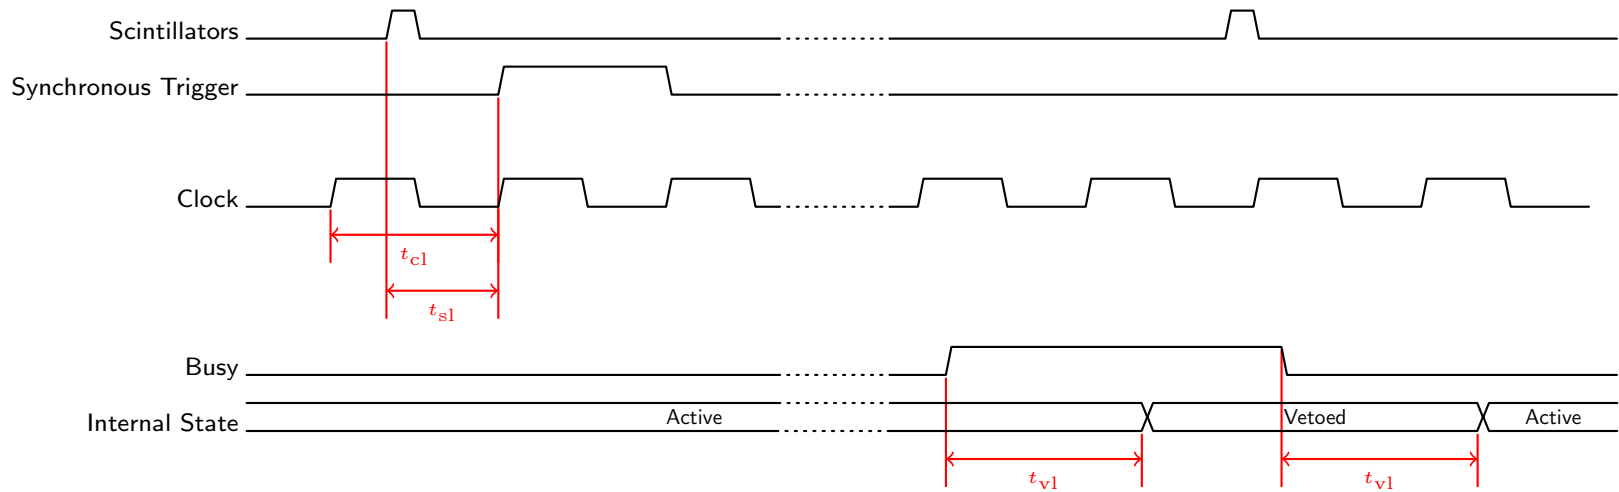 Scintillators
Synchronous Trigger
Clock
t_cl
t_sl
Busy
Internal State
Active
Vetoed
Active
t_vl
t_vl